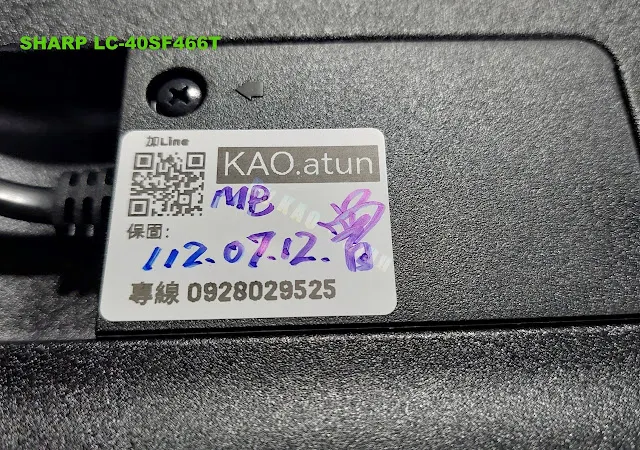 SHARP LC-40SF466T
加Line
KAO.atun
MB
保固:
112.07.12.
專線 0928029525